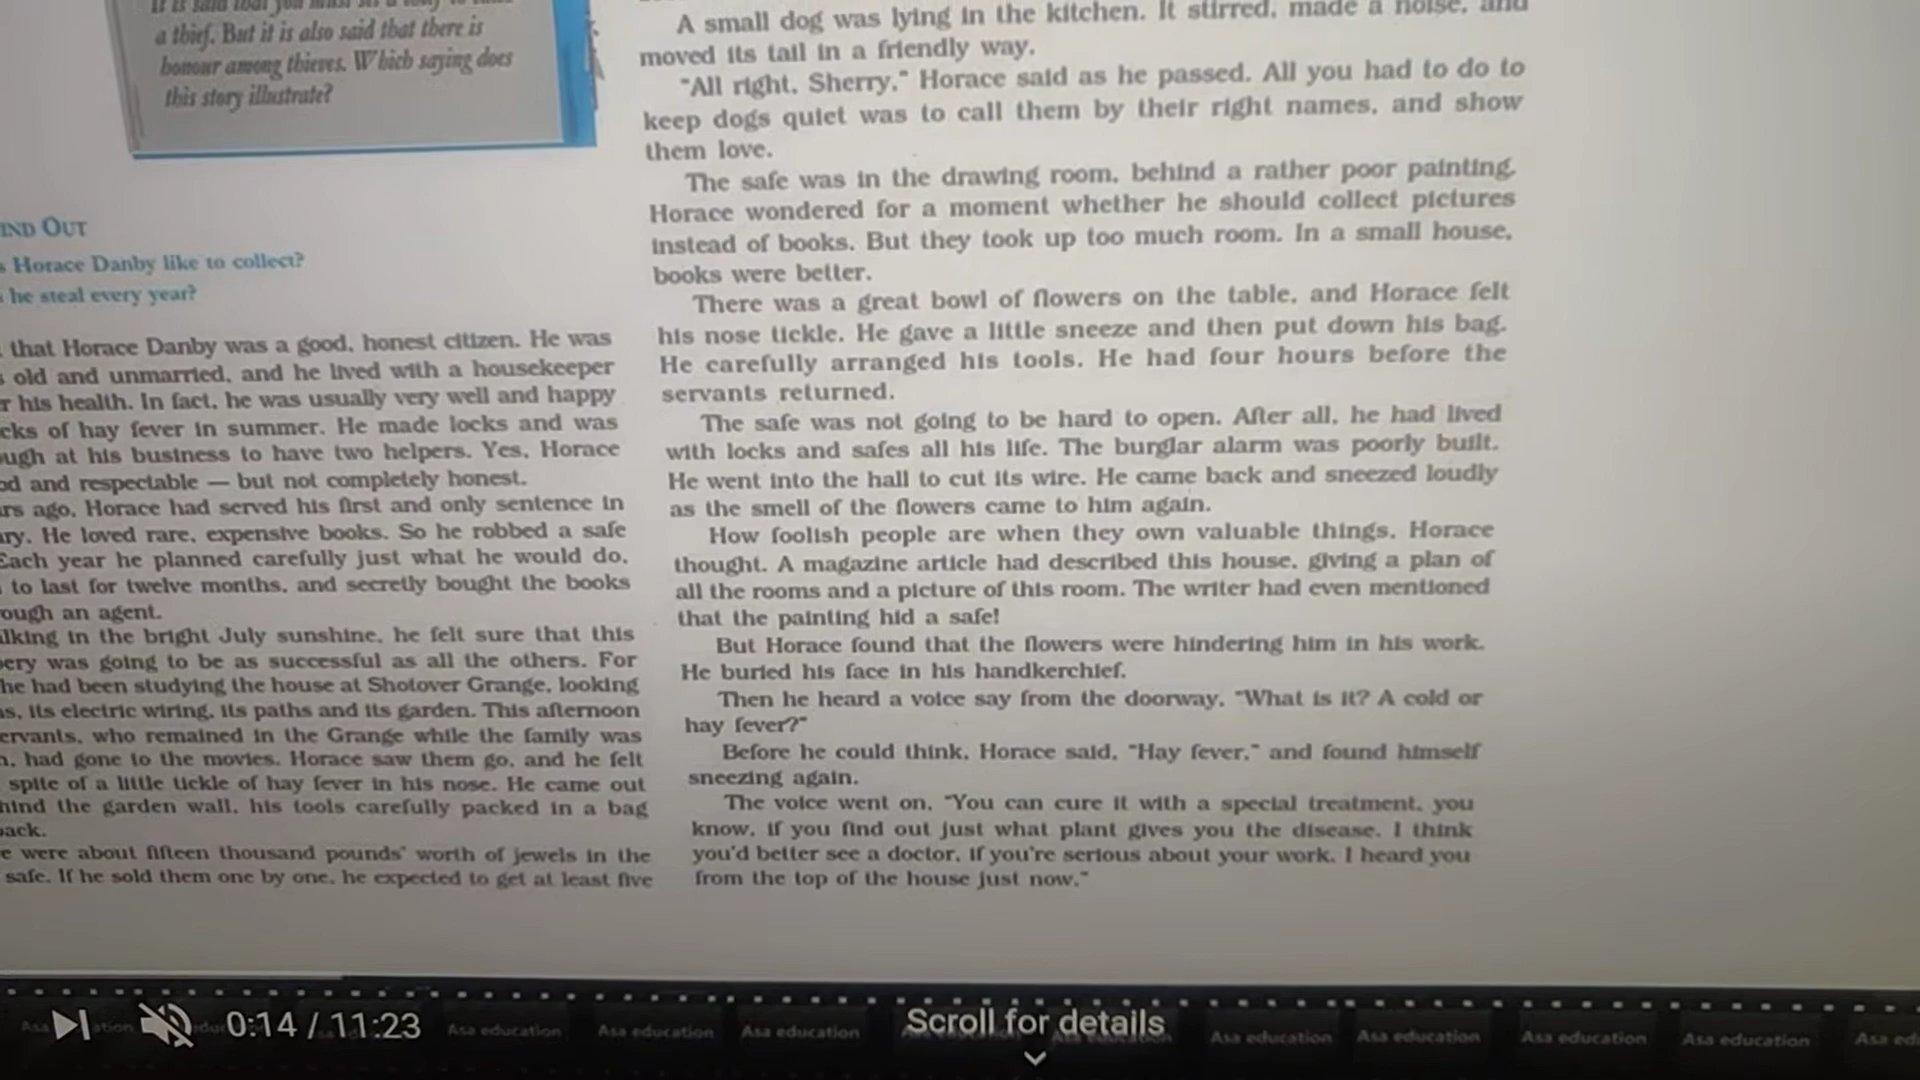 a thief. But it is also said that there is
honour among thieves. Which saying does
this story illustrate?
IND OUT
Horace Danby like to collect?
he steal every year?
that Horace Danby was a good, honest citizen. He was
old and unmarried, and he lived with a housekeeper
his health. In fact, he was usually very well and happy
cks of hay fever in summer. He made locks and was
ugh at his business to have two helpers. Yes, Horace
od and respectable — but not completely honest.
rs ago, Horace had served his first and only sentence in
ry. He loved rare, expensive books. So he robbed a safe
Each year he planned carefully just what he would do,
to last for twelve months, and secretly bought the books
ough an agent.
lking in the bright July sunshine, he felt sure that this
ery was going to be as successful as all the others. For
he had been studying the house at Shotover Grange, looking
s, its electric wiring, its paths and its garden. This afternoon
ervants, who remained in the Grange while the family was
n, had gone to the movies. Horace saw them go, and he felt
spite of a little tickle of hay fever in his nose. He came out
hind the garden wall, his tools carefully packed in a bag
back.
e were about fifteen thousand pounds' worth of jewels in the
safe. If he sold them one by one, he expected to get at least five
A small dog was lying in the kitchen. It stirred, made a noise, and
moved its tail in a friendly way.
"All right, Sherry," Horace said as he passed. All you had to do to
keep dogs quiet was to call them by their right names, and show
them love.
The safe was in the drawing room, behind a rather poor painting.
Horace wondered for a moment whether he should collect pictures
instead of books. But they took up too much room. In a small house,
books were better.
There was a great bowl of flowers on the table, and Horace felt
his nose tickle. He gave a little sneeze and then put down his bag.
He carefully arranged his tools. He had four hours before the
servants returned.
The safe was not going to be hard to open. After all, he had lived
with locks and safes all his life. The burglar alarm was poorly built.
He went into the hall to cut its wire. He came back and sneezed loudly
as the smell of the flowers came to him again.
How foolish people are when they own valuable things, Horace
thought. A magazine article had described this house, giving a plan of
all the rooms and a picture of this room. The writer had even mentioned
that the painting hid a safe!
But Horace found that the flowers were hindering him in his work.
He buried his face in his handkerchief.
Then he heard a voice say from the doorway, "What is it? A cold or
hay fever?"
Before he could think, Horace said, "Hay fever," and found himself
sneezing again.
The voice went on, "You can cure it with a special treatment, you
know, if you find out just what plant gives you the disease. I think
you'd better see a doctor, if you're serious about your work. I heard you
from the top of the house just now."
0:14 / 11:23
Scroll for details
Asa education Asa education Asa education Asa education Asa education Asa education Asa education